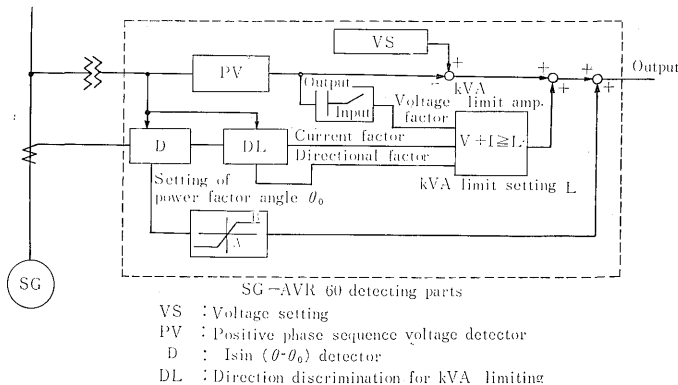 VS
Output
PV
kVA
Output
Input
Voltage
limit amp.
factor
D
DL
Current factor
Directional factor
V+I≧L
Setting of
power factor angle θ₀
kVA limit setting L
B
A
SG
SG-AVR 60 detecting parts
VS : Voltage setting
PV : Positive phase sequence voltage detector
D : Isin (θ-θ₀) detector
DL : Direction discrimination for kVA limiting